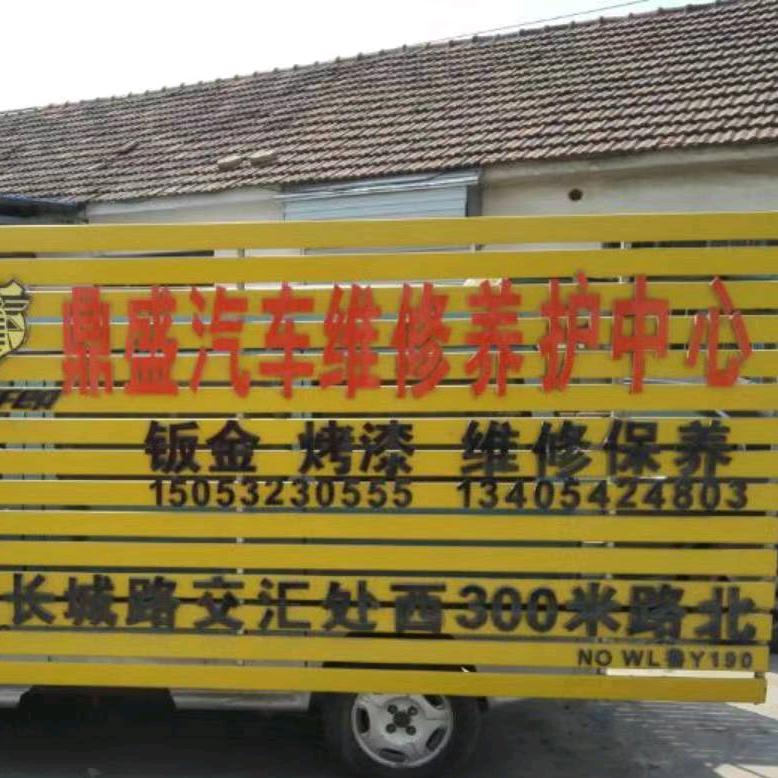 鼎盛汽车维修养护中心
钣金 烤漆 维修保养
15053230555 13405424803
长城路交汇处西300米路北
NO WL鲁Y190